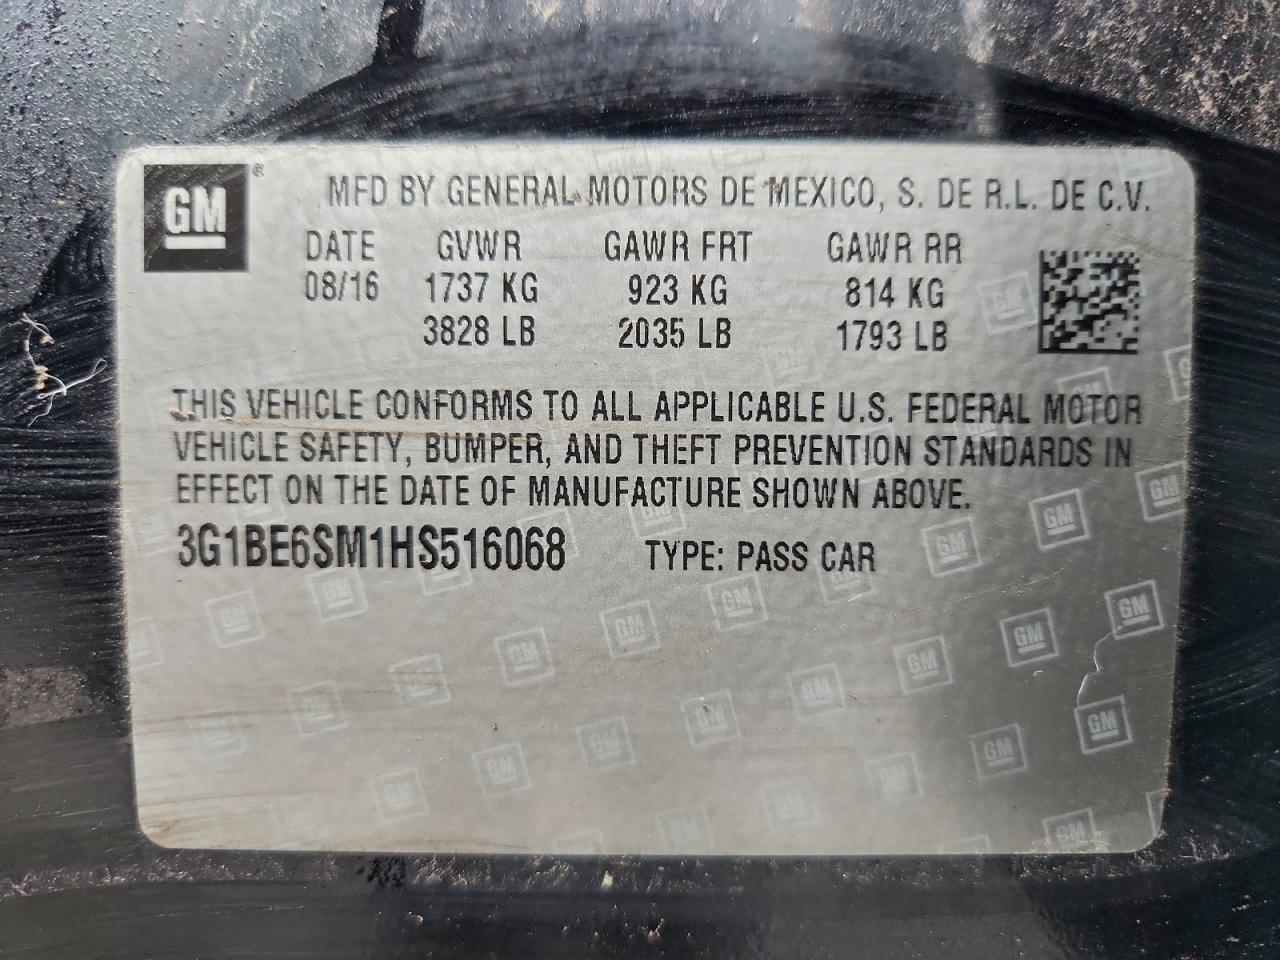 GM ® MFD BY GENERAL MOTORS DE MEXICO, S. DE R.L. DE C.V.
DATE GVWR GAWR FRT GAWR RR
08/16 1737 KG 923 KG 814 KG
3828 LB 2035 LB 1793 LB
THIS VEHICLE CONFORMS TO ALL APPLICABLE U.S. FEDERAL MOTOR
VEHICLE SAFETY, BUMPER, AND THEFT PREVENTION STANDARDS IN
EFFECT ON THE DATE OF MANUFACTURE SHOWN ABOVE.
3G1BE6SM1HS516068 TYPE: PASS CAR